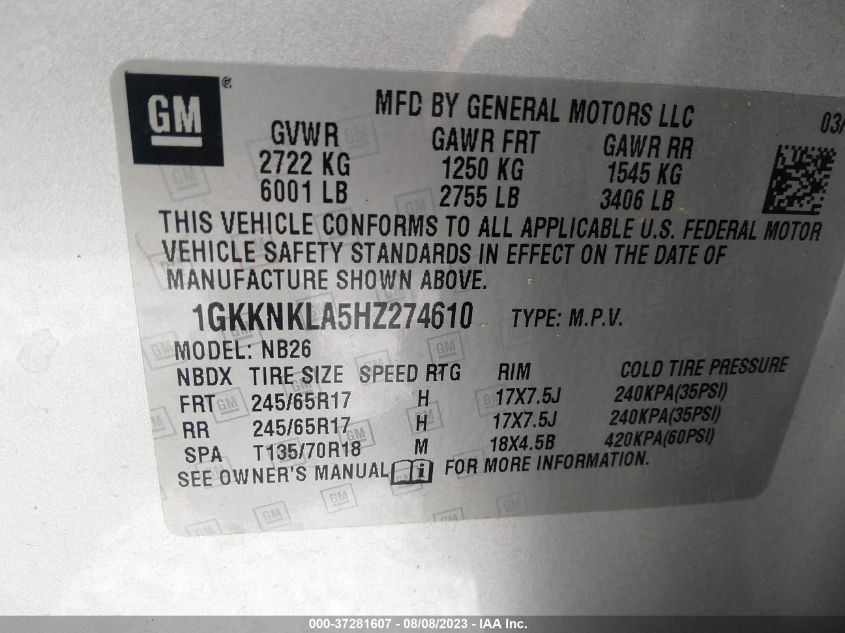 GM ®
MFD BY GENERAL MOTORS LLC
03/
GVWR GAWR FRT GAWR RR
2722 KG 1250 KG 1545 KG
6001 LB 2755 LB 3406 LB
THIS VEHICLE CONFORMS TO ALL APPLICABLE U.S. FEDERAL MOTOR
VEHICLE SAFETY STANDARDS IN EFFECT ON THE DATE OF
MANUFACTURE SHOWN ABOVE.
1GKKNKLA5HZ274610 TYPE: M.P.V.
MODEL: NB26
NBDX TIRE SIZE SPEED RTG RIM COLD TIRE PRESSURE
FRT 245/65R17 H 17X7.5J 240KPA(35PSI)
RR 245/65R17 H 17X7.5J 240KPA(35PSI)
SPA T135/70R18 M 18X4.5B 420KPA(60PSI)
SEE OWNER'S MANUAL i FOR MORE INFORMATION.
000-37281607 - 08/08/2023 - IAA Inc.